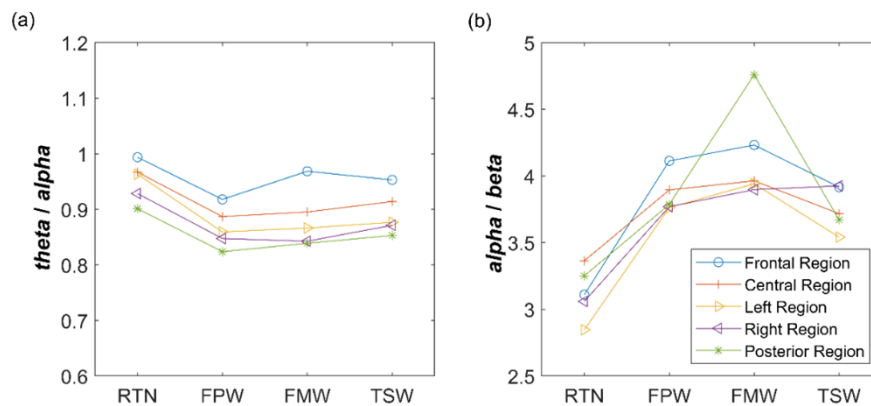 (a)
1.2
1.1
1
0.9
0.8
0.7
0.6
theta / alpha
RTN FPW FMW TSW
(b)
5
4.5
4
3.5
3
2.5
alpha / beta
Frontal Region
Central Region
Left Region
Right Region
Posterior Region
RTN FPW FMW TSW